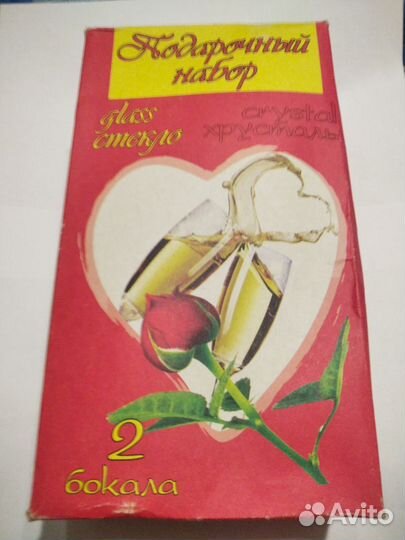 Подарочный
набор
glass
стекло
crystal
хрусталь
2
бокала
Avito